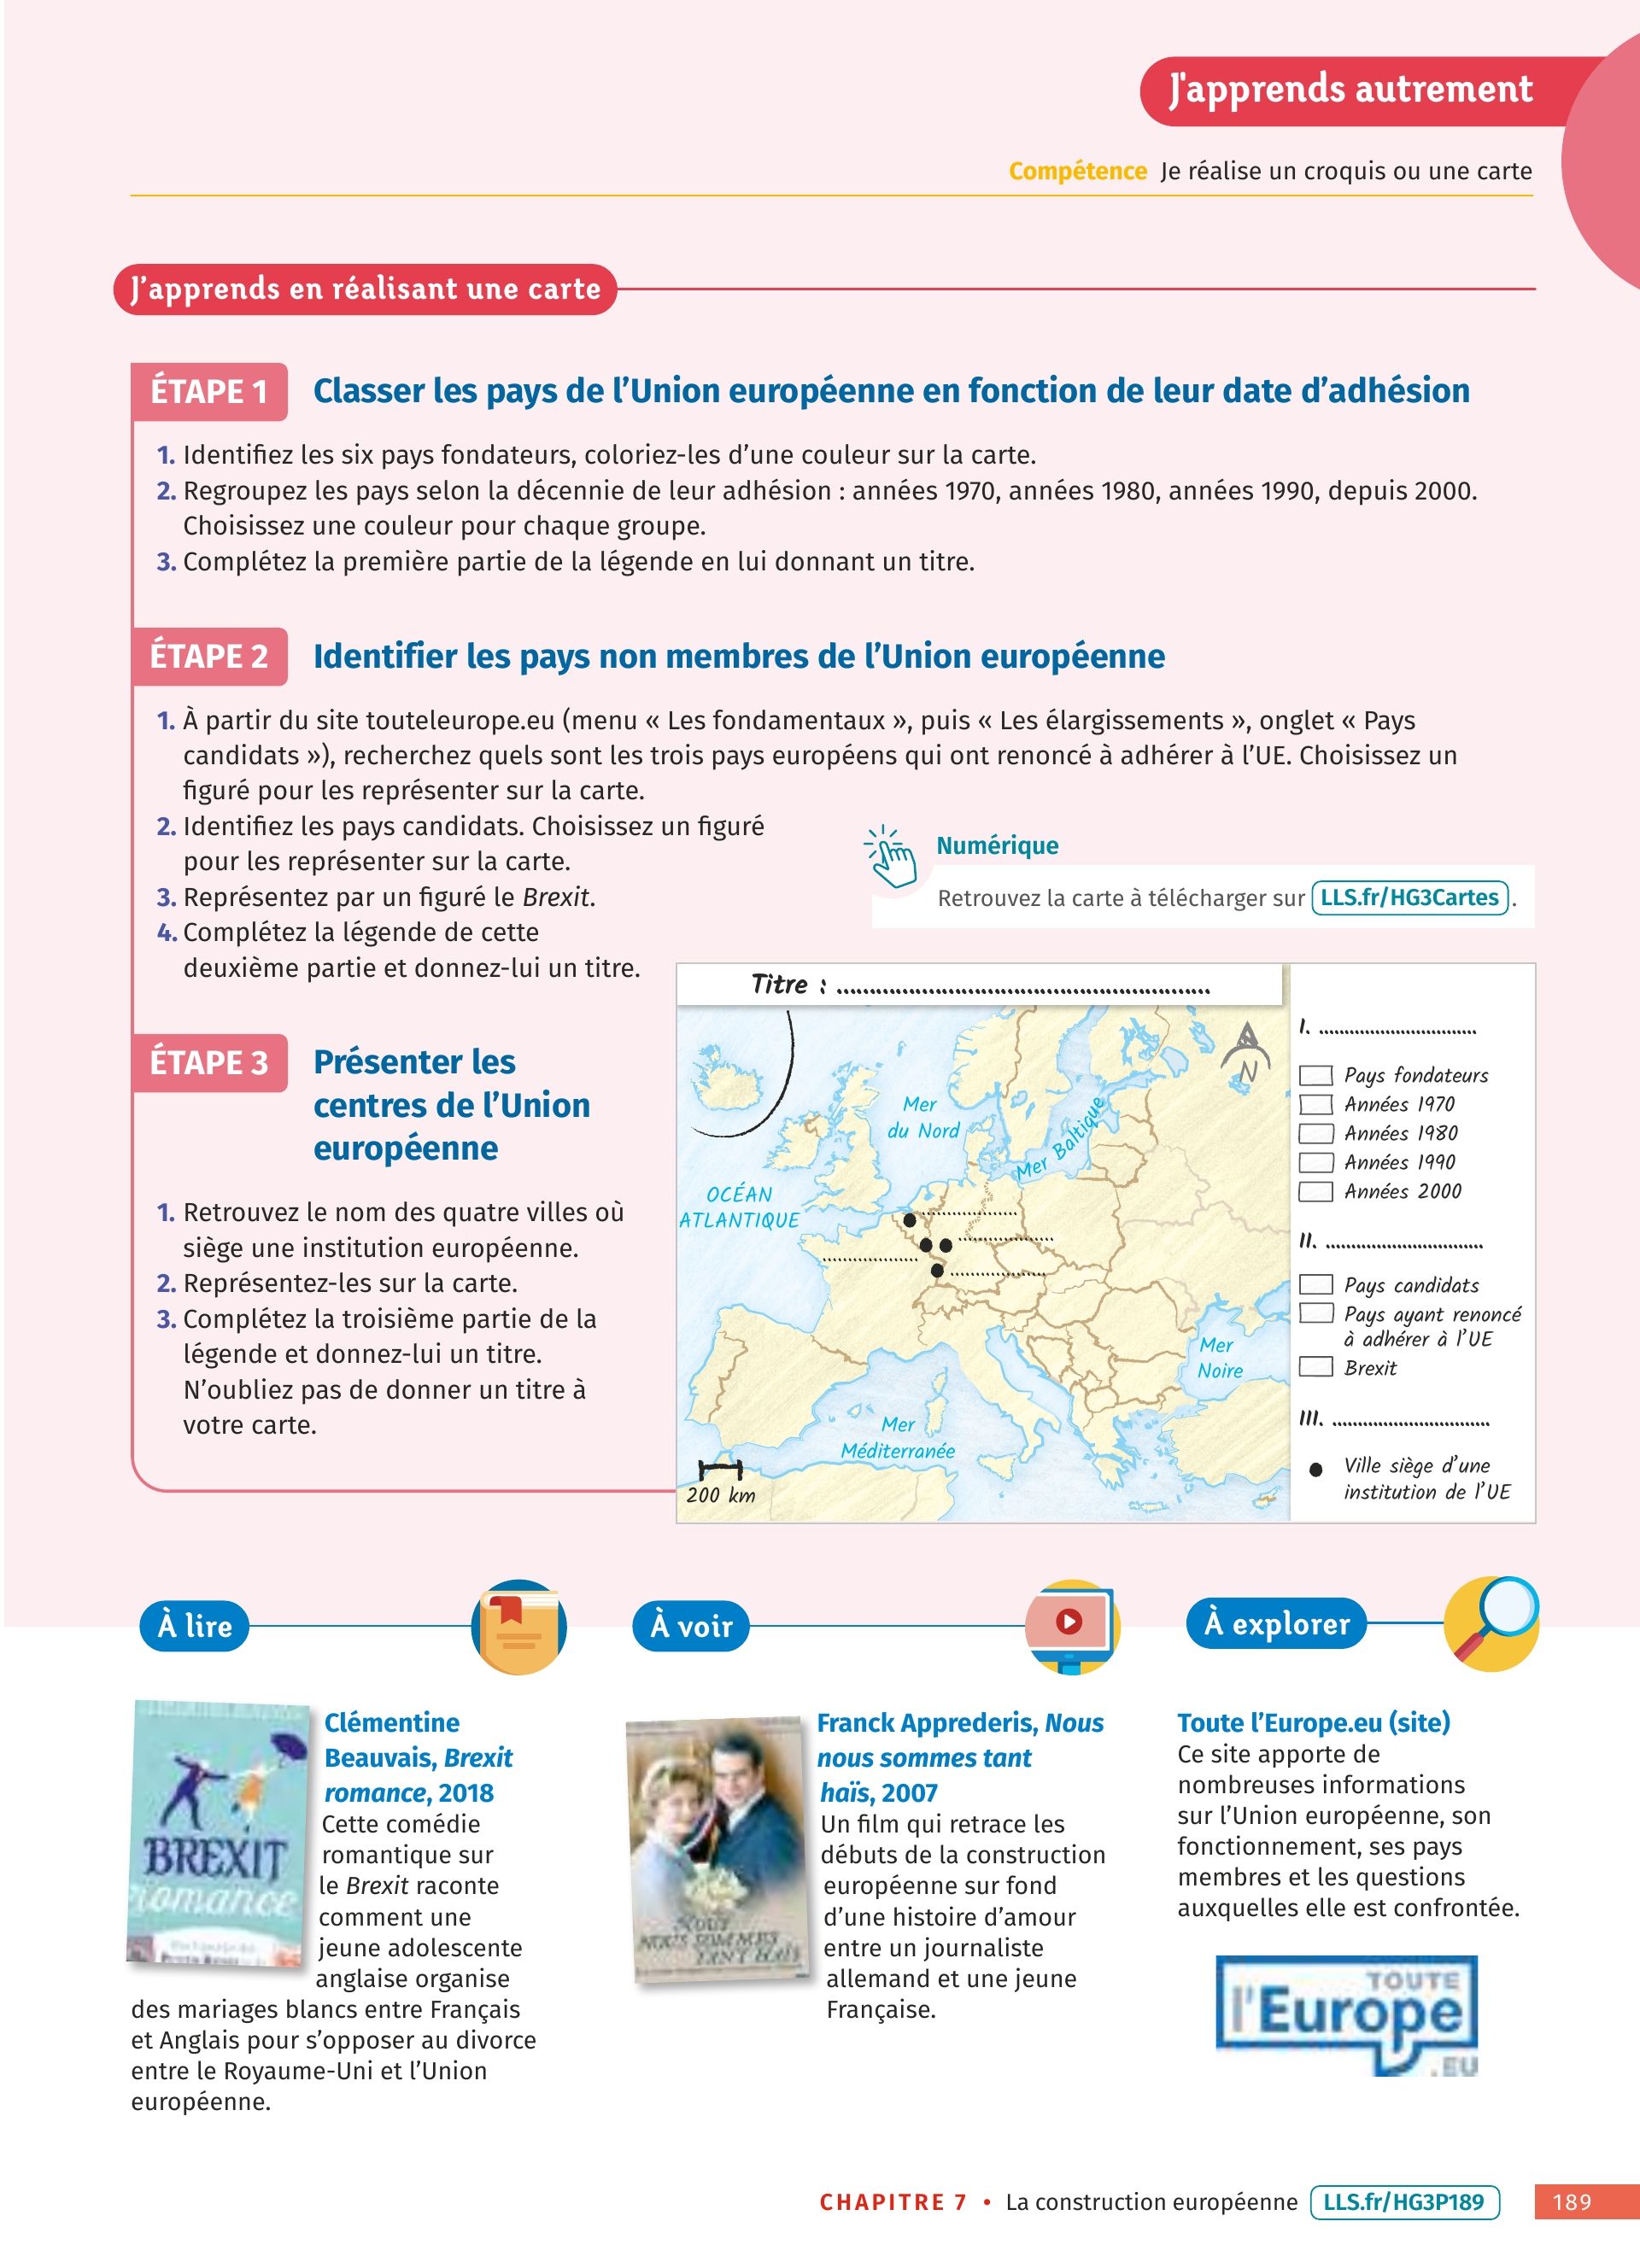 J'apprends autrement
Compétence Je réalise un croquis ou une carte
J'apprends en réalisant une carte
ÉTAPE 1 Classer les pays de l'Union européenne en fonction de leur date d'adhésion
1. Identifiez les six pays fondateurs, coloriez-les d'une couleur sur la carte.
2. Regroupez les pays selon la décennie de leur adhésion : années 1970, années 1980, années 1990, depuis 2000.
Choisissez une couleur pour chaque groupe.
3. Complétez la première partie de la légende en lui donnant un titre.
ÉTAPE 2 Identifier les pays non membres de l'Union européenne
1. À partir du site touteleurope.eu (menu « Les fondamentaux », puis « Les élargissements », onglet « Pays
candidats »), recherchez quels sont les trois pays européens qui ont renoncé à adhérer à l'UE. Choisissez un
figuré pour les représenter sur la carte.
2. Identifiez les pays candidats. Choisissez un figuré
pour les représenter sur la carte.
3. Représentez par un figuré le Brexit.
4. Complétez la légende de cette
deuxième partie et donnez-lui un titre.
Numérique
Retrouvez la carte à télécharger sur LLS.fr/HG3Cartes .
ÉTAPE 3 Présenter les
centres de l'Union
européenne
1. Retrouvez le nom des quatre villes où
siège une institution européenne.
2. Représentez-les sur la carte.
3. Complétez la troisième partie de la
légende et donnez-lui un titre.
N'oubliez pas de donner un titre à
votre carte.
Titre : ........................................................
N
Mer
du Nord
Mer Baltique
OCÉAN
ATLANTIQUE
Mer
Noire
Mer
Méditerranée
200 km
I. ..............................
Pays fondateurs
Années 1970
Années 1980
Années 1990
Années 2000
II. ..............................
Pays candidats
Pays ayant renoncé
à adhérer à l'UE
Brexit
III. ..............................
Ville siège d'une
institution de l'UE
À lire
BREXIT
romance
Clémentine
Beauvais, Brexit
romance, 2018
Cette comédie
romantique sur
le Brexit raconte
comment une
jeune adolescente
anglaise organise
des mariages blancs entre Français
et Anglais pour s'opposer au divorce
entre le Royaume-Uni et l'Union
européenne.
À voir
NOUS
NOUS SOMMES
TANT HAÏS
Franck Apprederis, Nous
nous sommes tant
haïs, 2007
Un film qui retrace les
débuts de la construction
européenne sur fond
d'une histoire d'amour
entre un journaliste
allemand et une jeune
Française.
À explorer
Toute l'Europe.eu (site)
Ce site apporte de
nombreuses informations
sur l'Union européenne, son
fonctionnement, ses pays
membres et les questions
auxquelles elle est confrontée.
TOUTE
l'Europe
.EU
CHAPITRE 7 • La construction européenne LLS.fr/HG3P189 189